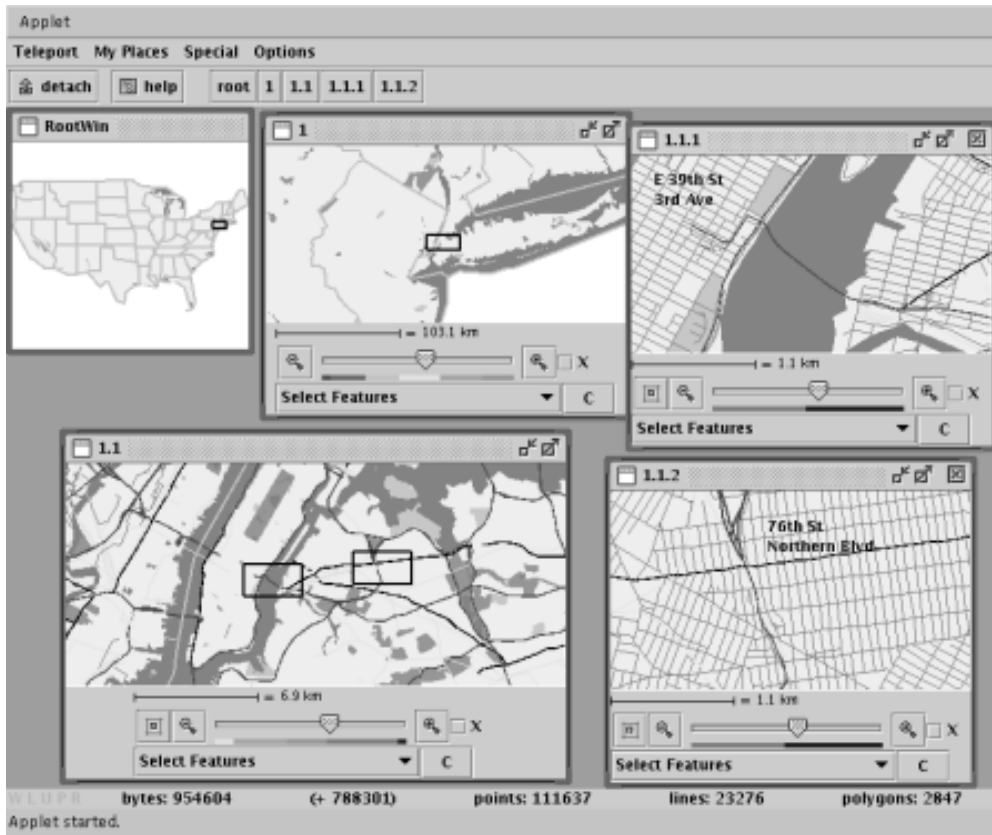 Applet
Teleport My Places Special Options
detach help root 1 1.1 1.1.1 1.1.2
RootWin
1
= 103.1 km
X
Select Features C
1.1.1
E 39th St
3rd Ave
= 1.1 km
X
Select Features C
1.1
= 6.9 km
X
Select Features C
1.1.2
76th St
Northern Blvd
= 1.1 km
X
Select Features C
W L U P R bytes: 954604 (+ 788301) points: 111637 lines: 23276 polygons: 2847
Applet started.